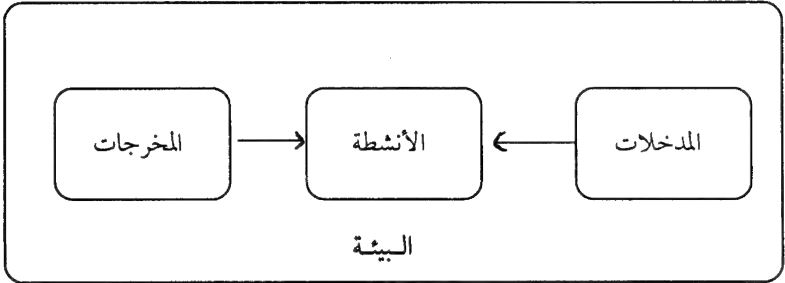 المدخلات
الأنشطة
المخرجات
البيئة